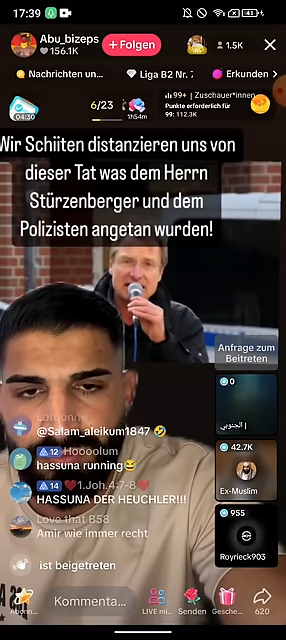 17:39
41
Abu_bizeps
156.1K
+ Folgen
1.5K
Nachrichten un...
Liga B2 Nr. 7
Erkunden
04:30
6/23
1h54m
99+ | Zuschauer*innen
Punkte erforderlich für
99: 112.3K
Wir Schiiten distanzieren uns von
dieser Tat was dem Herrn
Stürzenberger und dem
Polizisten angetan wurden!
Anfrage zum
Beitreten
0
الجنوبي |
42.7K
Ex-Muslim
955
Royrieck903
@Salam_aleikum1847 🤣
12 Hoooolum
hassuna running😂
14 ❤️1.Joh.4:7-8❤️
HASSUNA DER HEUCHLER!!!
Love that B58
Amir wie immer recht
👋 ist beigetreten
Abonn...
Kommenta...
LIVE mi...
Senden
Gesche...
620